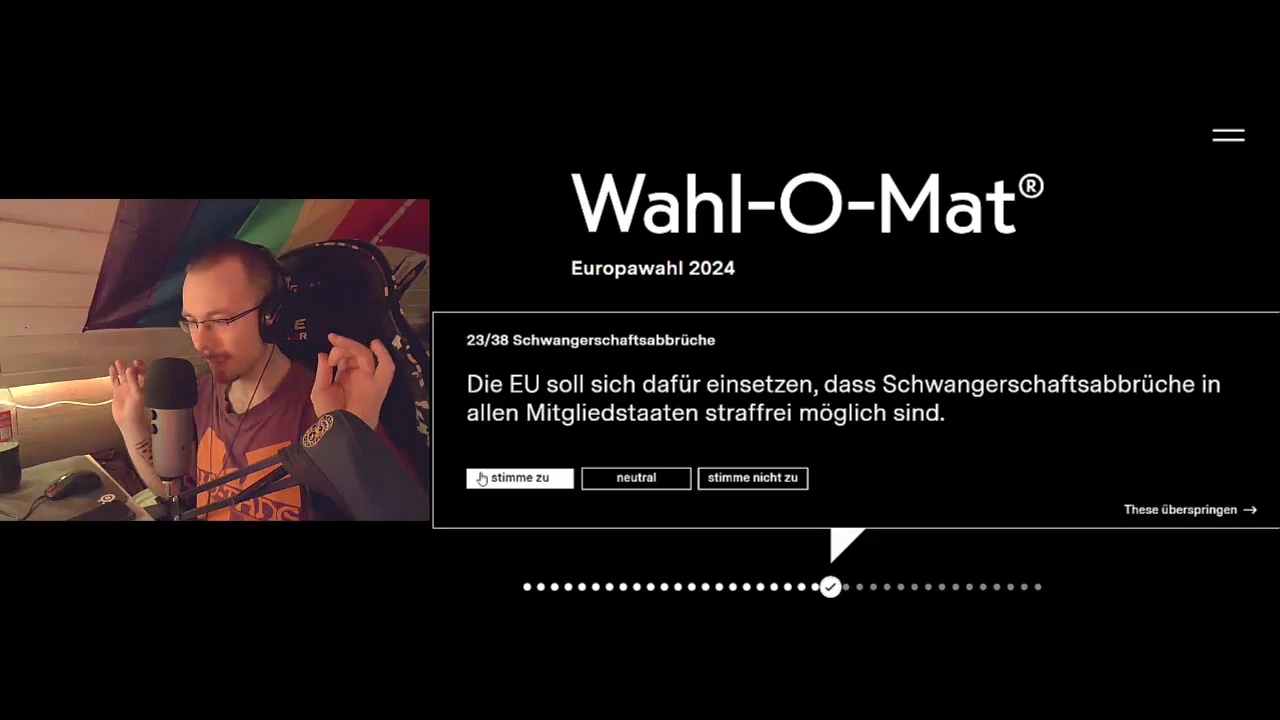 Wahl-O-Mat®
Europawahl 2024
23/38 Schwangerschaftsabbrüche
Die EU soll sich dafür einsetzen, dass Schwangerschaftsabbrüche in
allen Mitgliedstaaten straffrei möglich sind.
stimme zu
neutral
stimme nicht zu
These überspringen →